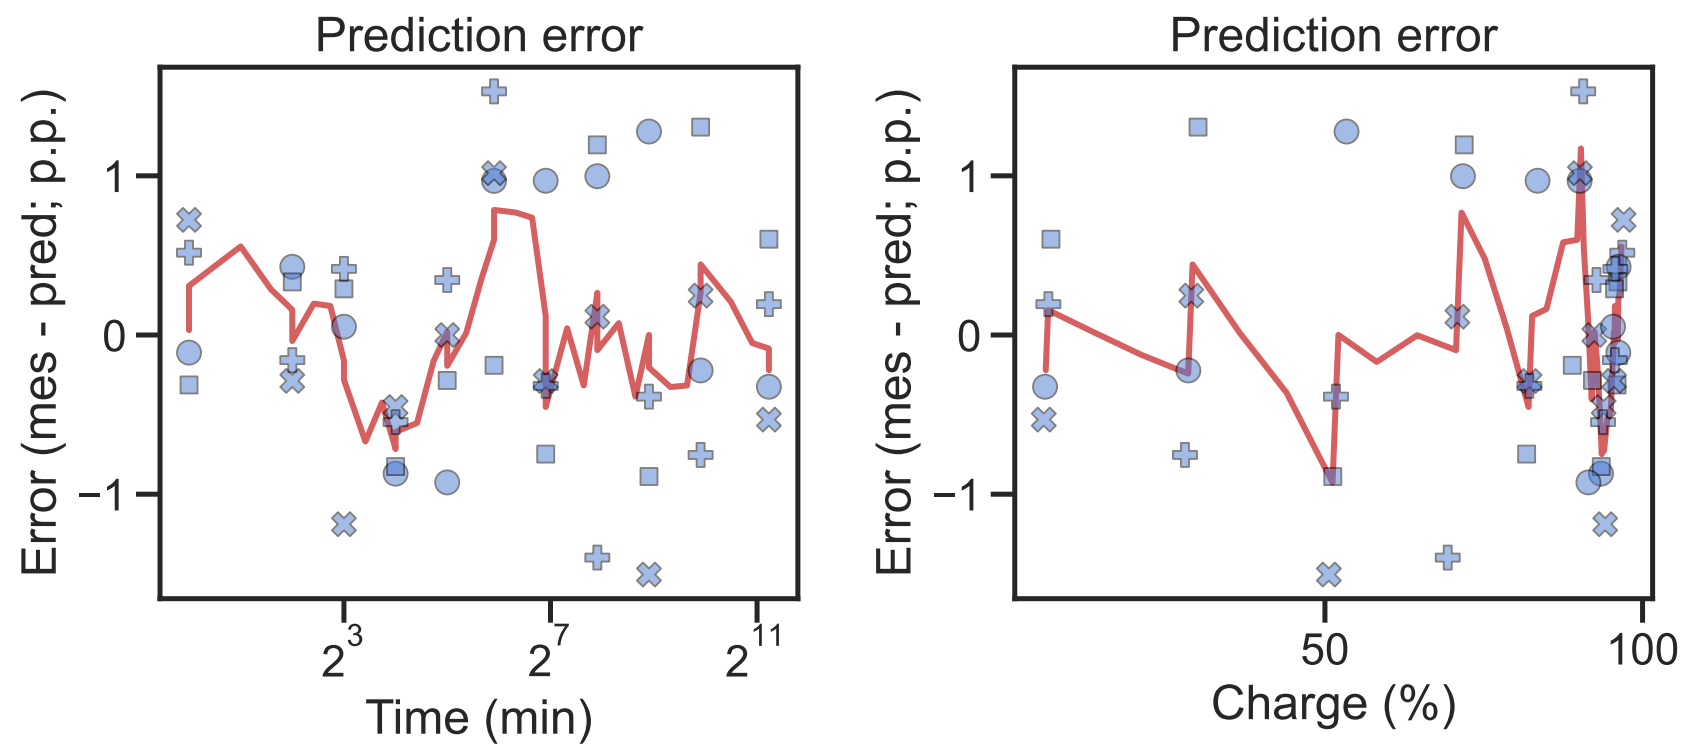 Prediction error
Error (mes - pred; p.p.)
1
0
−1
2^3
2^7
2^11
Time (min)
Prediction error
Error (mes - pred; p.p.)
1
0
−1
50
100
Charge (%)